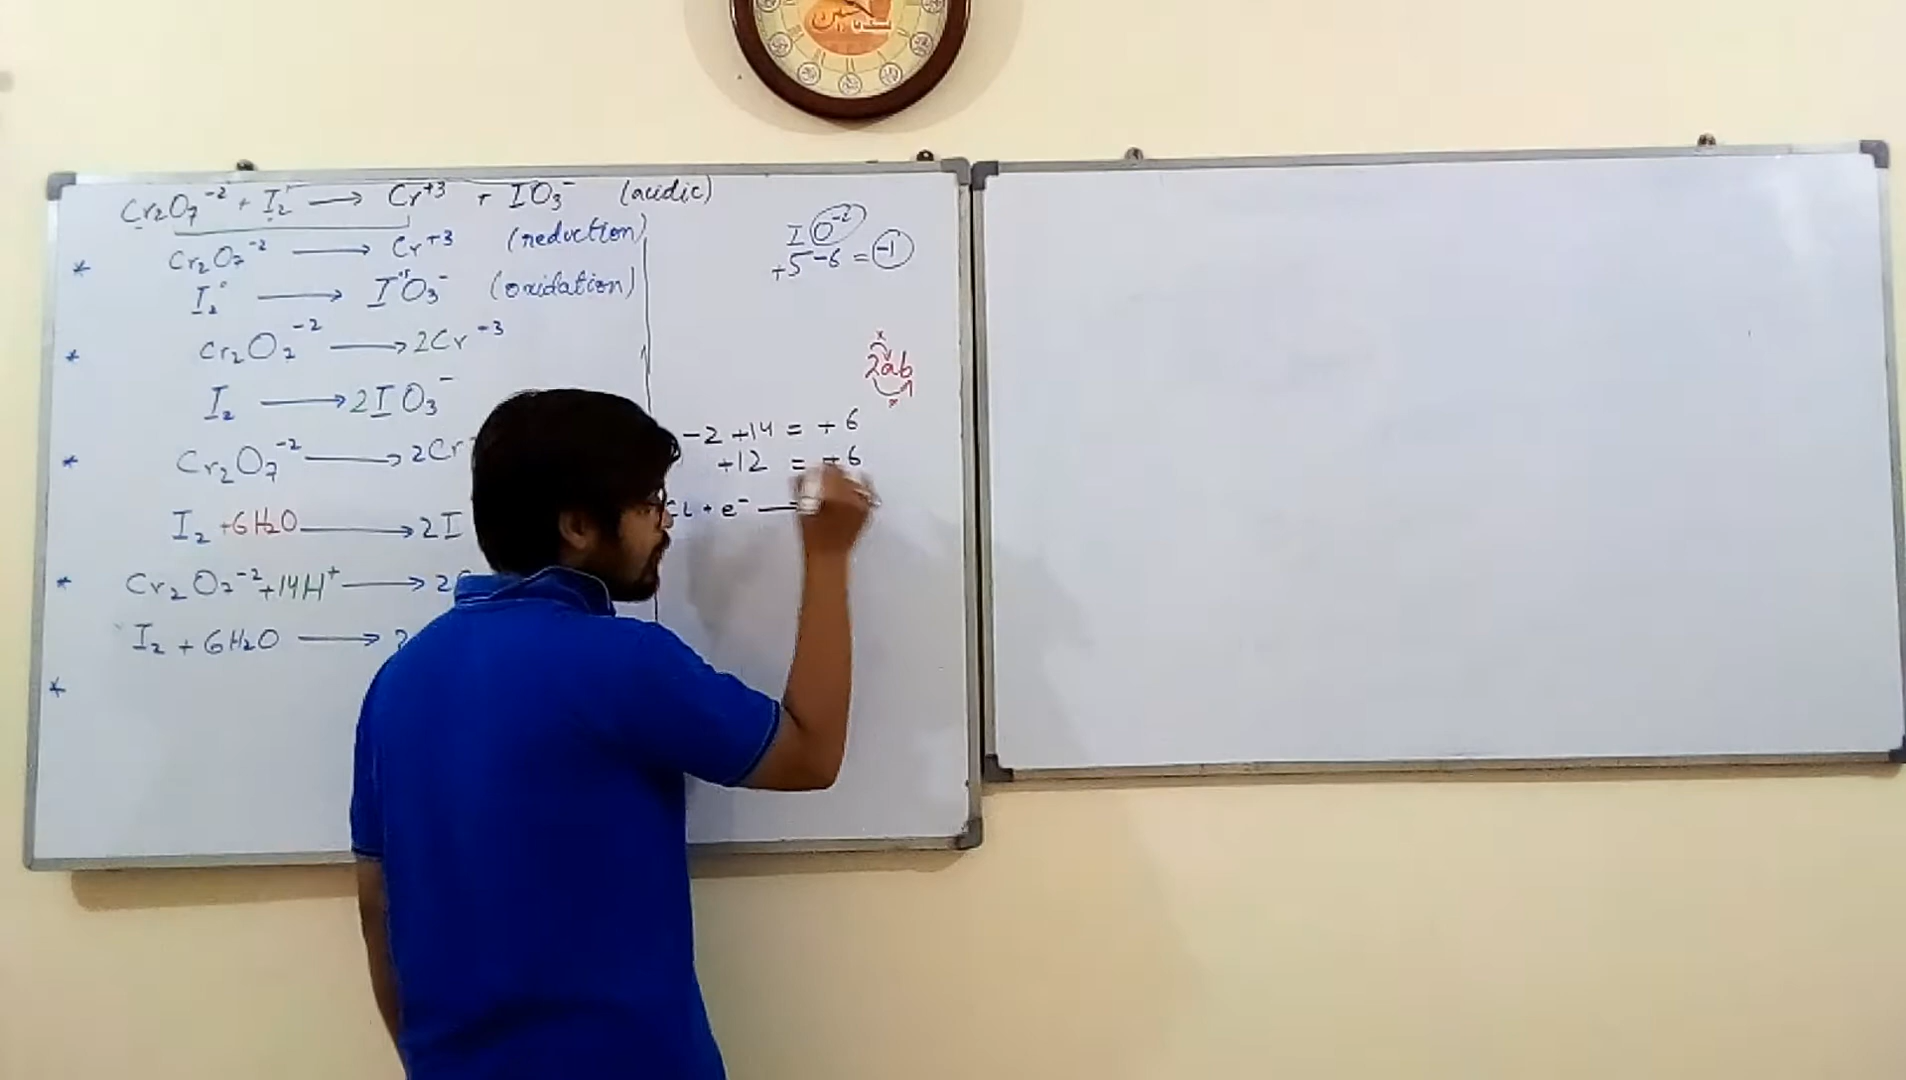 Cr₂O₇⁻² + I₂° ⟶ Cr⁺³ + IO₃⁻ (acidic)
* Cr₂O₇⁻² ⟶ Cr⁺³ (reduction)
I₂° ⟶ I⁺⁵O₃⁻ (oxidation)
* Cr₂O₇⁻² ⟶ 2Cr⁺³
I₂ ⟶ 2IO₃⁻
* Cr₂O₇⁻² ⟶ 2Cr
I₂ + 6H₂O ⟶ 2I
* Cr₂O₇⁻² + 14H⁺ ⟶ 2
I₂ + 6H₂O ⟶ 2
*
I O⁻²
+5 -6 = -1
2ab
-2 +14 = +6
+12 = +6
+ e⁻ —